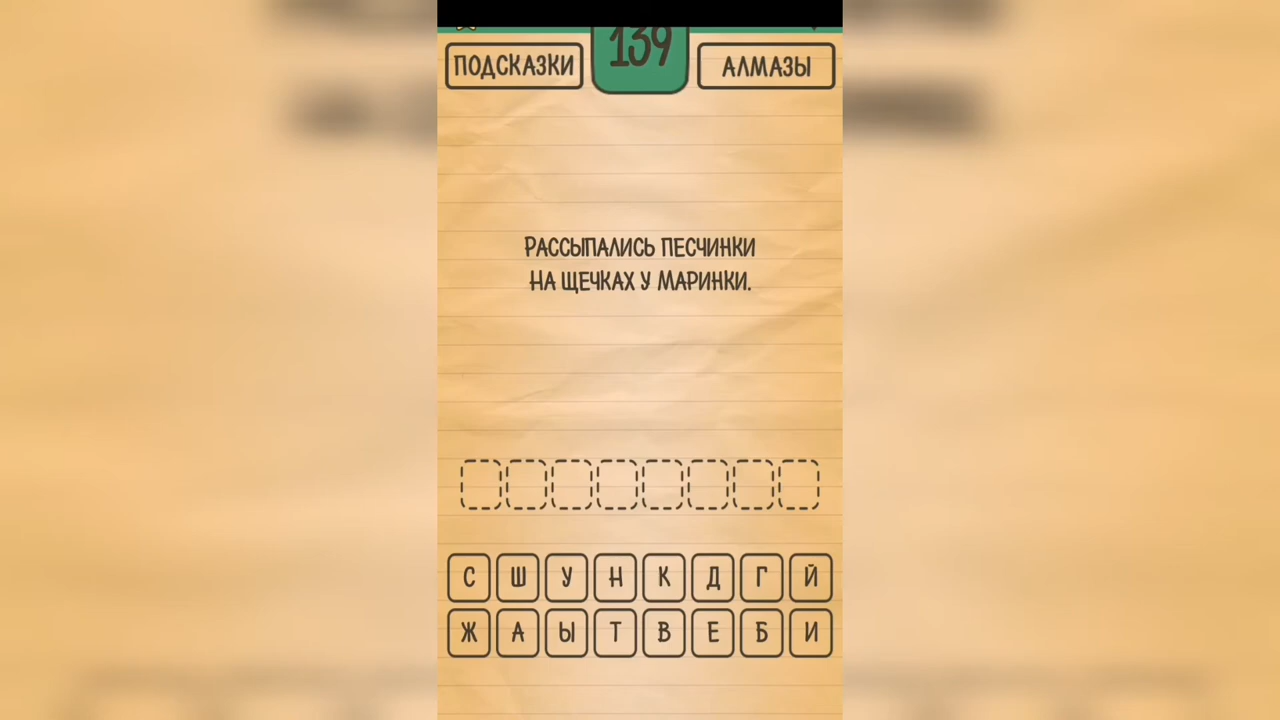 ПОДСКАЗКИ 139 АЛМАЗЫ
РАССЫПАЛИСЬ ПЕСЧИНКИ
НА ЩЕЧКАХ У МАРИНКИ.
С Ш У Н К Д Г Й
Ж А Ы Т В Е Б И